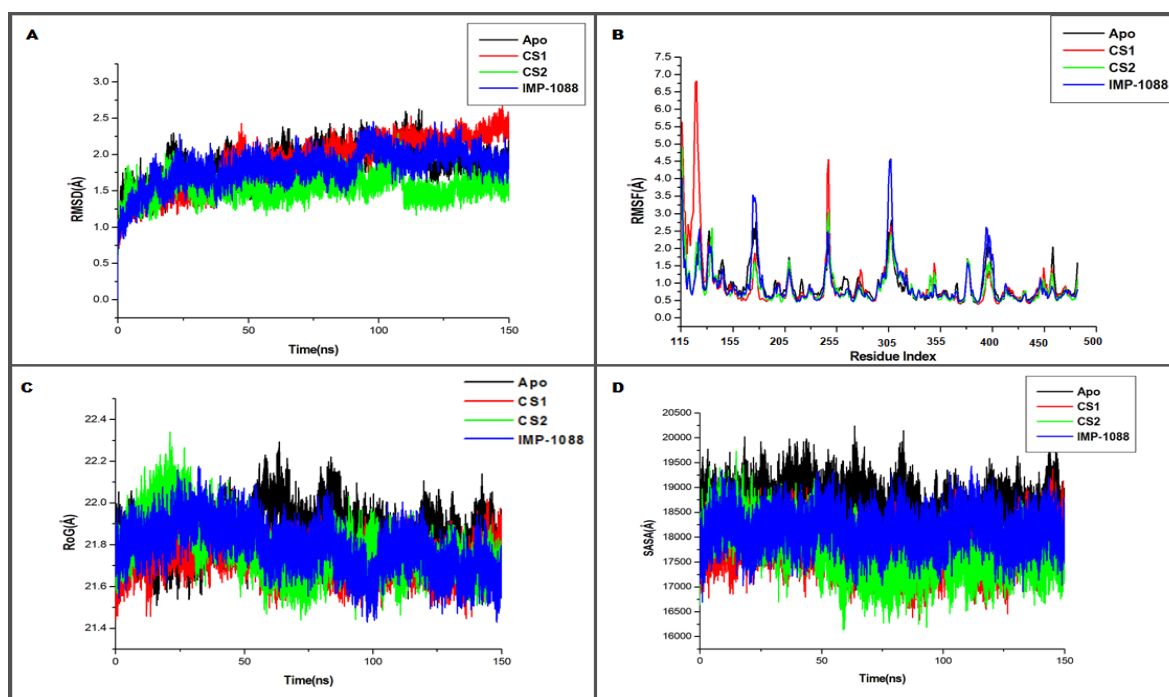 A
Apo
CS1
CS2
IMP-1088
3.0
2.5
2.0
1.5
1.0
0.5
0.0
RMSD(Å)
0 50 100 150
Time(ns)
B
Apo
CS1
CS2
IMP-1088
7.5
7.0
6.5
6.0
5.5
5.0
4.5
4.0
3.5
3.0
2.5
2.0
1.5
1.0
0.5
0.0
RMSF(Å)
115 155 205 255 305 355 400 450 500
Residue Index
C
Apo
CS1
CS2
IMP-1088
22.4
22.2
22.0
21.8
21.6
21.4
RoG(Å)
0 50 100 150
Time(ns)
D
Apo
CS1
CS2
IMP-1088
20500
20000
19500
19000
18500
18000
17500
17000
16500
16000
SASA(Å)
0 50 100 150
Time(ns)